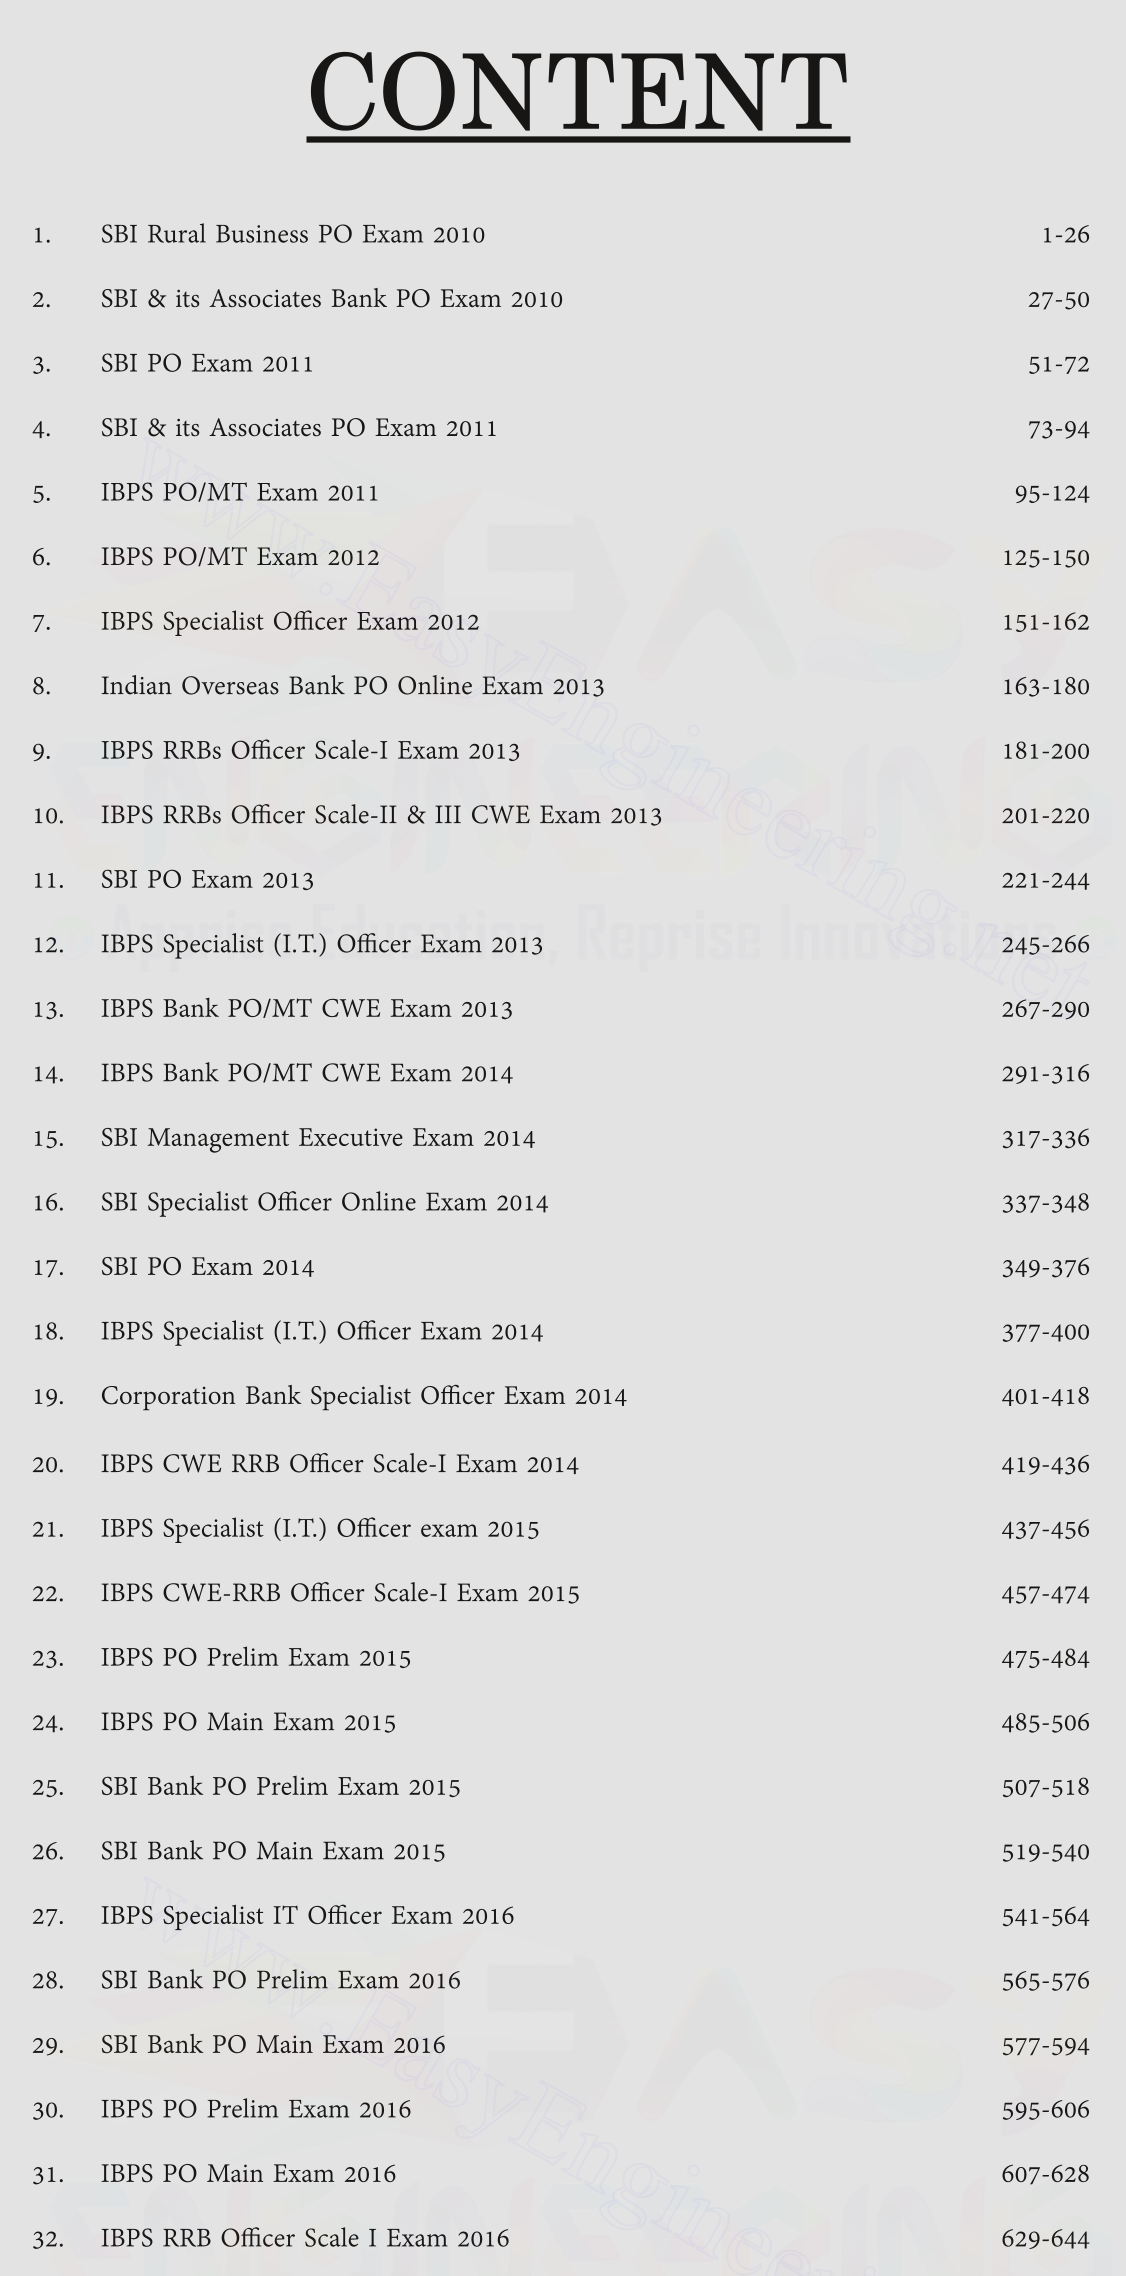 CONTENT
1. SBI Rural Business PO Exam 2010 1-26
2. SBI & its Associates Bank PO Exam 2010 27-50
3. SBI PO Exam 2011 51-72
4. SBI & its Associates PO Exam 2011 73-94
5. IBPS PO/MT Exam 2011 95-124
6. IBPS PO/MT Exam 2012 125-150
7. IBPS Specialist Officer Exam 2012 151-162
8. Indian Overseas Bank PO Online Exam 2013 163-180
9. IBPS RRBs Officer Scale-I Exam 2013 181-200
10. IBPS RRBs Officer Scale-II & III CWE Exam 2013 201-220
11. SBI PO Exam 2013 221-244
12. IBPS Specialist (I.T.) Officer Exam 2013 245-266
13. IBPS Bank PO/MT CWE Exam 2013 267-290
14. IBPS Bank PO/MT CWE Exam 2014 291-316
15. SBI Management Executive Exam 2014 317-336
16. SBI Specialist Officer Online Exam 2014 337-348
17. SBI PO Exam 2014 349-376
18. IBPS Specialist (I.T.) Officer Exam 2014 377-400
19. Corporation Bank Specialist Officer Exam 2014 401-418
20. IBPS CWE RRB Officer Scale-I Exam 2014 419-436
21. IBPS Specialist (I.T.) Officer exam 2015 437-456
22. IBPS CWE-RRB Officer Scale-I Exam 2015 457-474
23. IBPS PO Prelim Exam 2015 475-484
24. IBPS PO Main Exam 2015 485-506
25. SBI Bank PO Prelim Exam 2015 507-518
26. SBI Bank PO Main Exam 2015 519-540
27. IBPS Specialist IT Officer Exam 2016 541-564
28. SBI Bank PO Prelim Exam 2016 565-576
29. SBI Bank PO Main Exam 2016 577-594
30. IBPS PO Prelim Exam 2016 595-606
31. IBPS PO Main Exam 2016 607-628
32. IBPS RRB Officer Scale I Exam 2016 629-644
www.EasyEngineering.net
EASY
ENGINEERING
Education, Reprise Innovations
www.EasyEngineering
EASY
ENGINEERING